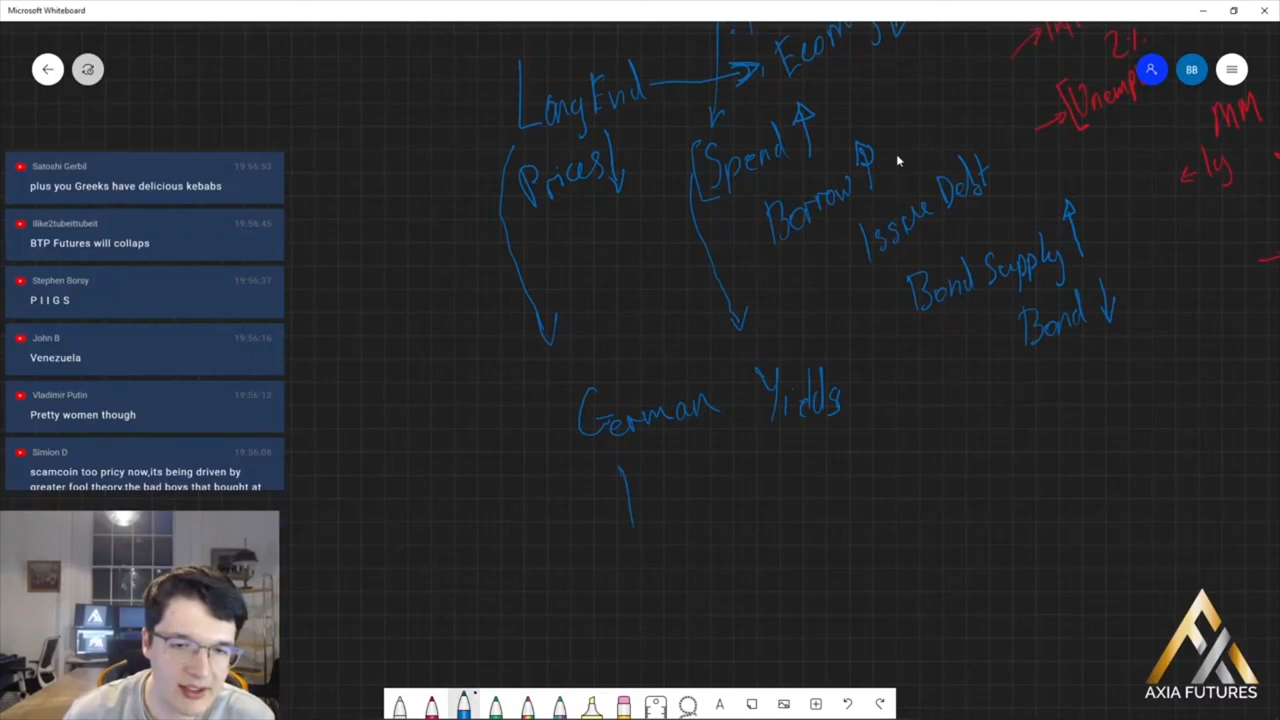 Microsoft Whiteboard
BB
Long End
Prices
Spend
Borrow
Issue Debt
Bond Supply
Bond
German Yields
2%
MM
Satoshi Gerbil 19:56:53
plus you Greeks have delicious kebabs
Ilike2tubeittubeit 19:56:45
BTP Futures will collaps
Stephen Borsy 19:56:37
P I I G S
John B 19:56:16
Venezuela
Vladimir Putin 19:56:12
Pretty women though
Simion D 19:56:08
scamcoin too pricy now,its being driven by
greater fool theory,the bad boys that bought at
A
AXIA FUTURES